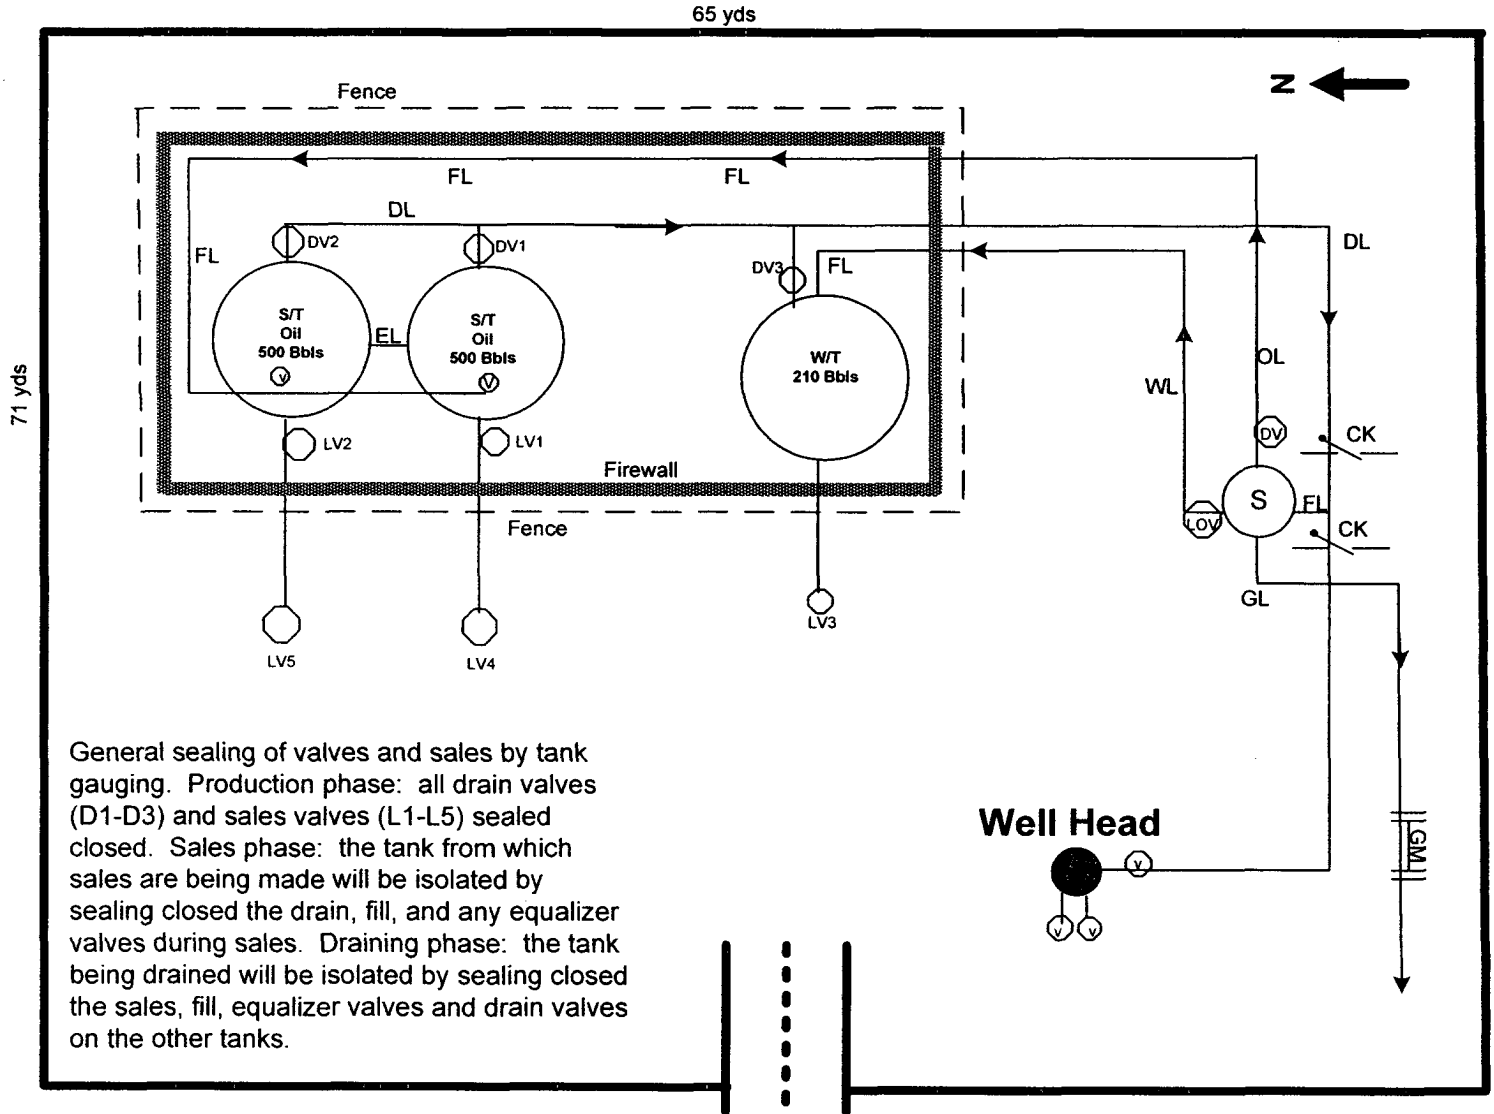 65 yds
N
Fence
FL
FL
DL
DV2
DV1
FL
DV3
FL
DL
S/T
Oil
500 Bbls
EL
S/T
Oil
500 Bbls
W/T
210 Bbls
v
V
OL
WL
71 yds
DV
CK
LV2
LV1
Firewall
S
FL
LOV
CK
Fence
GL
LV3
LV5
LV4
General sealing of valves and sales by tank
gauging. Production phase: all drain valves
(D1-D3) and sales valves (L1-L5) sealed
closed. Sales phase: the tank from which
sales are being made will be isolated by
sealing closed the drain, fill, and any equalizer
valves during sales. Draining phase: the tank
being drained will be isolated by sealing closed
the sales, fill, equalizer valves and drain valves
on the other tanks.
Well Head
v
v
v
GM